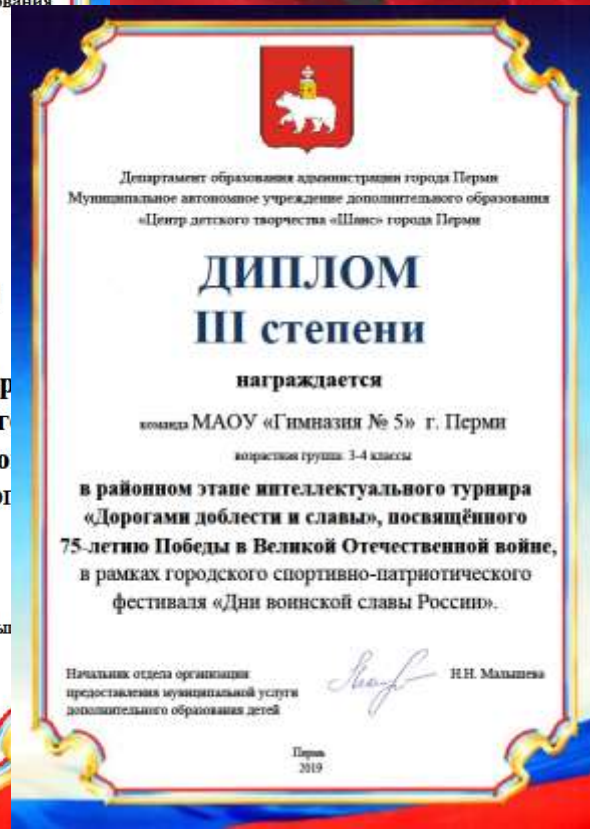 Департамент образования администрации города Перми
Муниципальное автономное учреждение дополнительного образования
«Центр детского творчества «Шанс» города Перми
ДИПЛОМ
III степени
награждается
команда МАОУ «Гимназия № 5» г. Перми
возрастная группа 3-4 классы
в районном этапе интеллектуального турнира
«Дорогами доблести и славы», посвящённого
75-летию Победы в Великой Отечественной войне,
в рамках городского спортивно-патриотического
фестиваля «Дни воинской славы России».
Начальник отдела организации
предоставления муниципальной услуги
дополнительного образования детей
Н.Н. Малышева
Пермь
2019